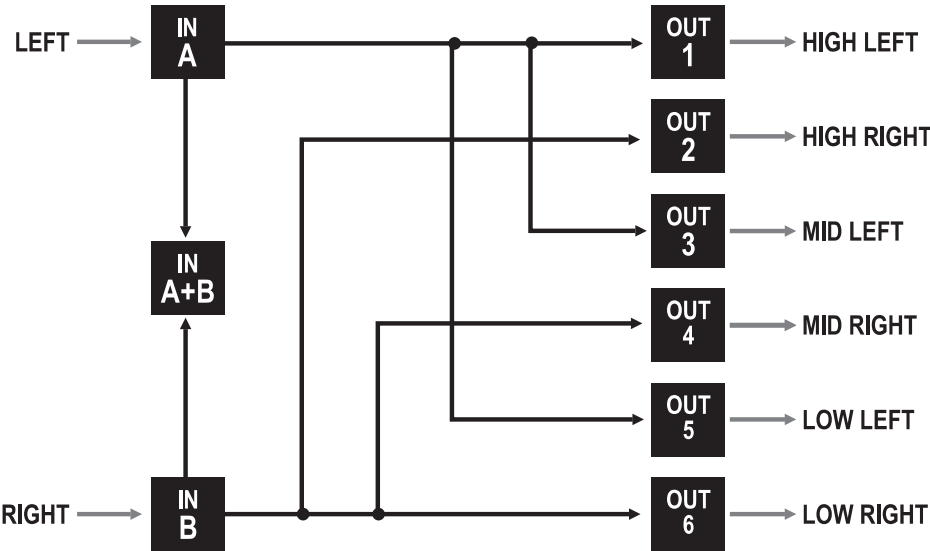 LEFT
IN
A
OUT
1
HIGH LEFT
OUT
2
HIGH RIGHT
OUT
3
MID LEFT
IN
A+B
OUT
4
MID RIGHT
OUT
5
LOW LEFT
RIGHT
IN
B
OUT
6
LOW RIGHT